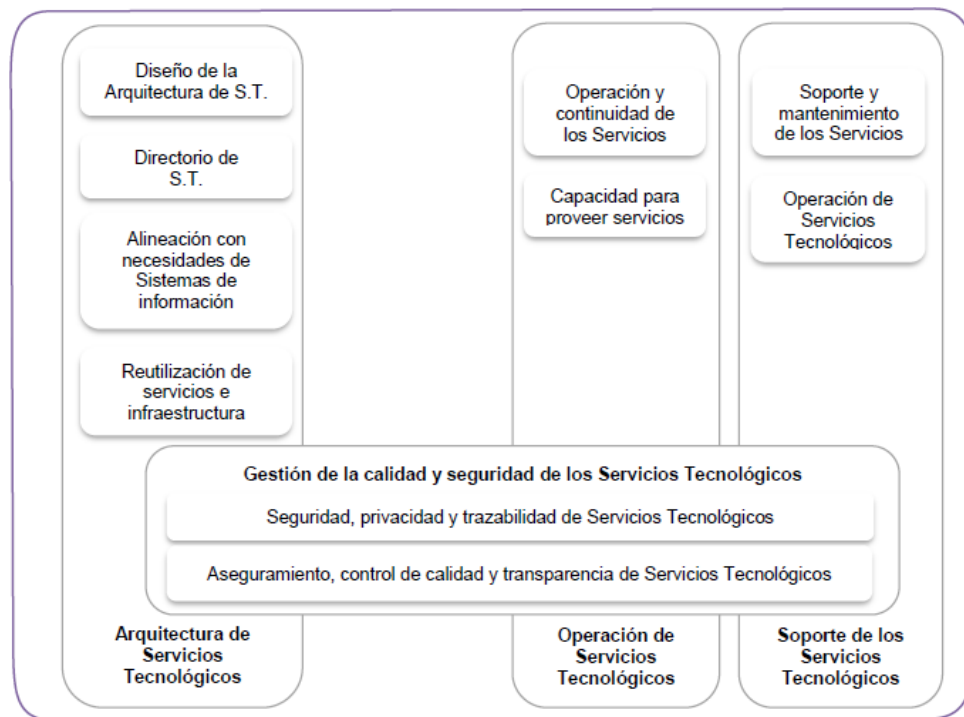 Diseño de la
Arquitectura de S.T.
Directorio de
S.T.
Alineación con
necesidades de
Sistemas de
información
Reutilización de
servicios e
infraestructura
Operación y
continuidad de
los Servicios
Capacidad para
proveer servicios
Soporte y
mantenimiento
de los Servicios
Operación de
Servicios
Tecnológicos
Gestión de la calidad y seguridad de los Servicios Tecnológicos
Seguridad, privacidad y trazabilidad de Servicios Tecnológicos
Aseguramiento, control de calidad y transparencia de Servicios Tecnológicos
Arquitectura de
Servicios
Tecnológicos
Operación de
Servicios
Tecnológicos
Soporte de los
Servicios
Tecnológicos